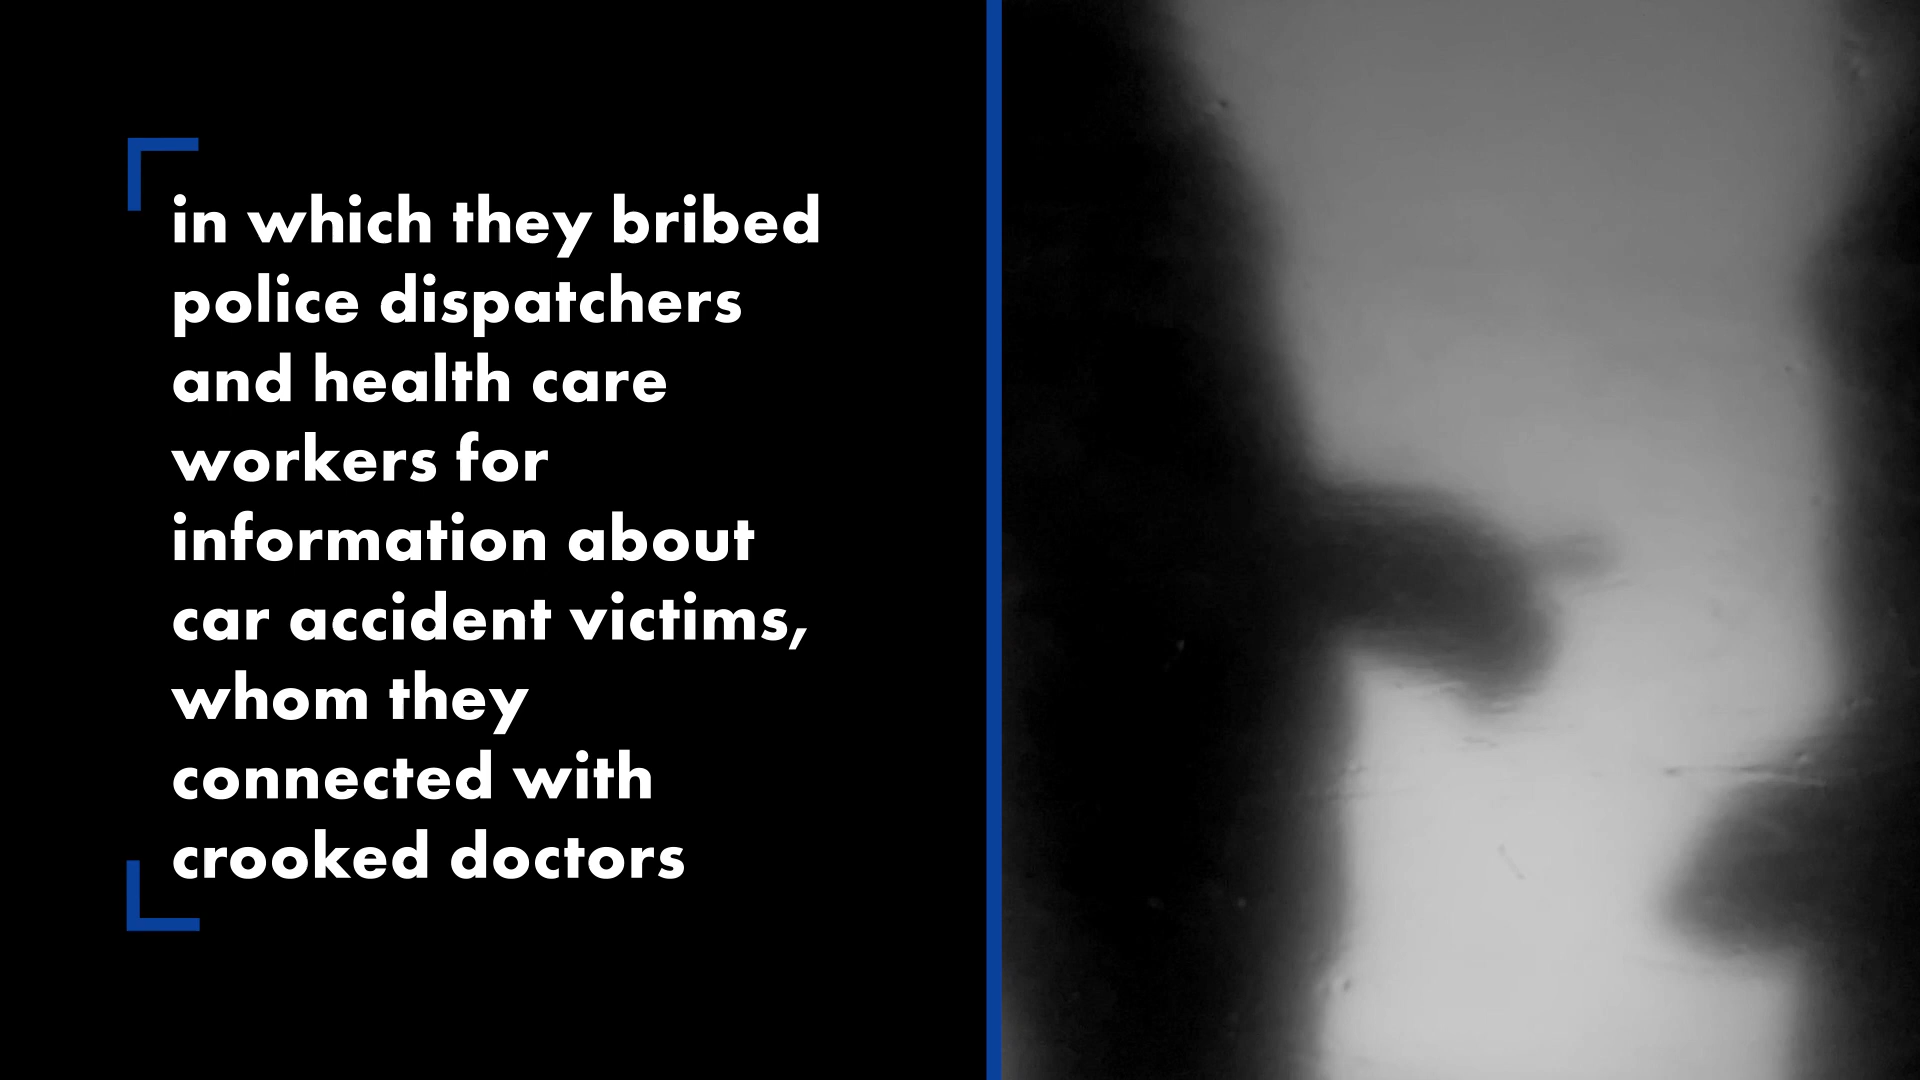 in which they bribed
police dispatchers
and health care
workers for
information about
car accident victims,
whom they
connected with
crooked doctors